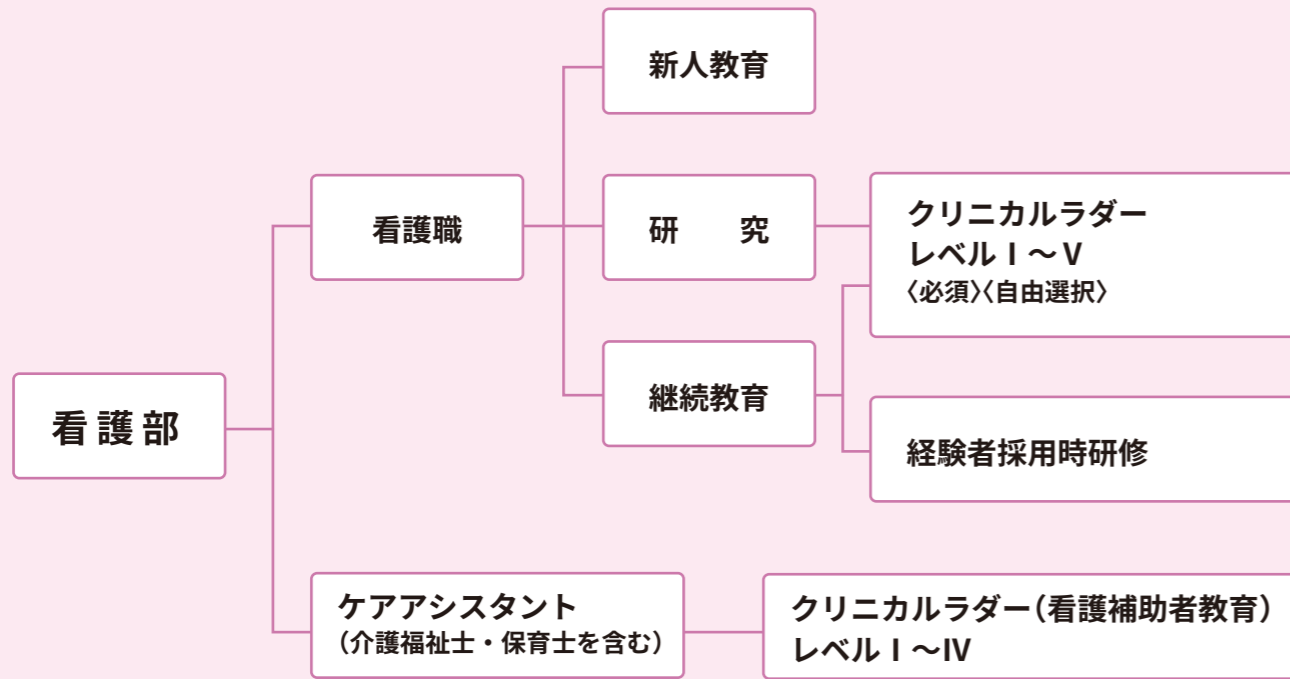 新人教育
看護職
研　　究
クリニカルラダー
レベルⅠ～Ⅴ
〈必須〉〈自由選択〉
継続教育
看護部
経験者採用時研修
ケアアシスタント
（介護福祉士・保育士を含む）
クリニカルラダー（看護補助者教育）
レベルⅠ～Ⅳ